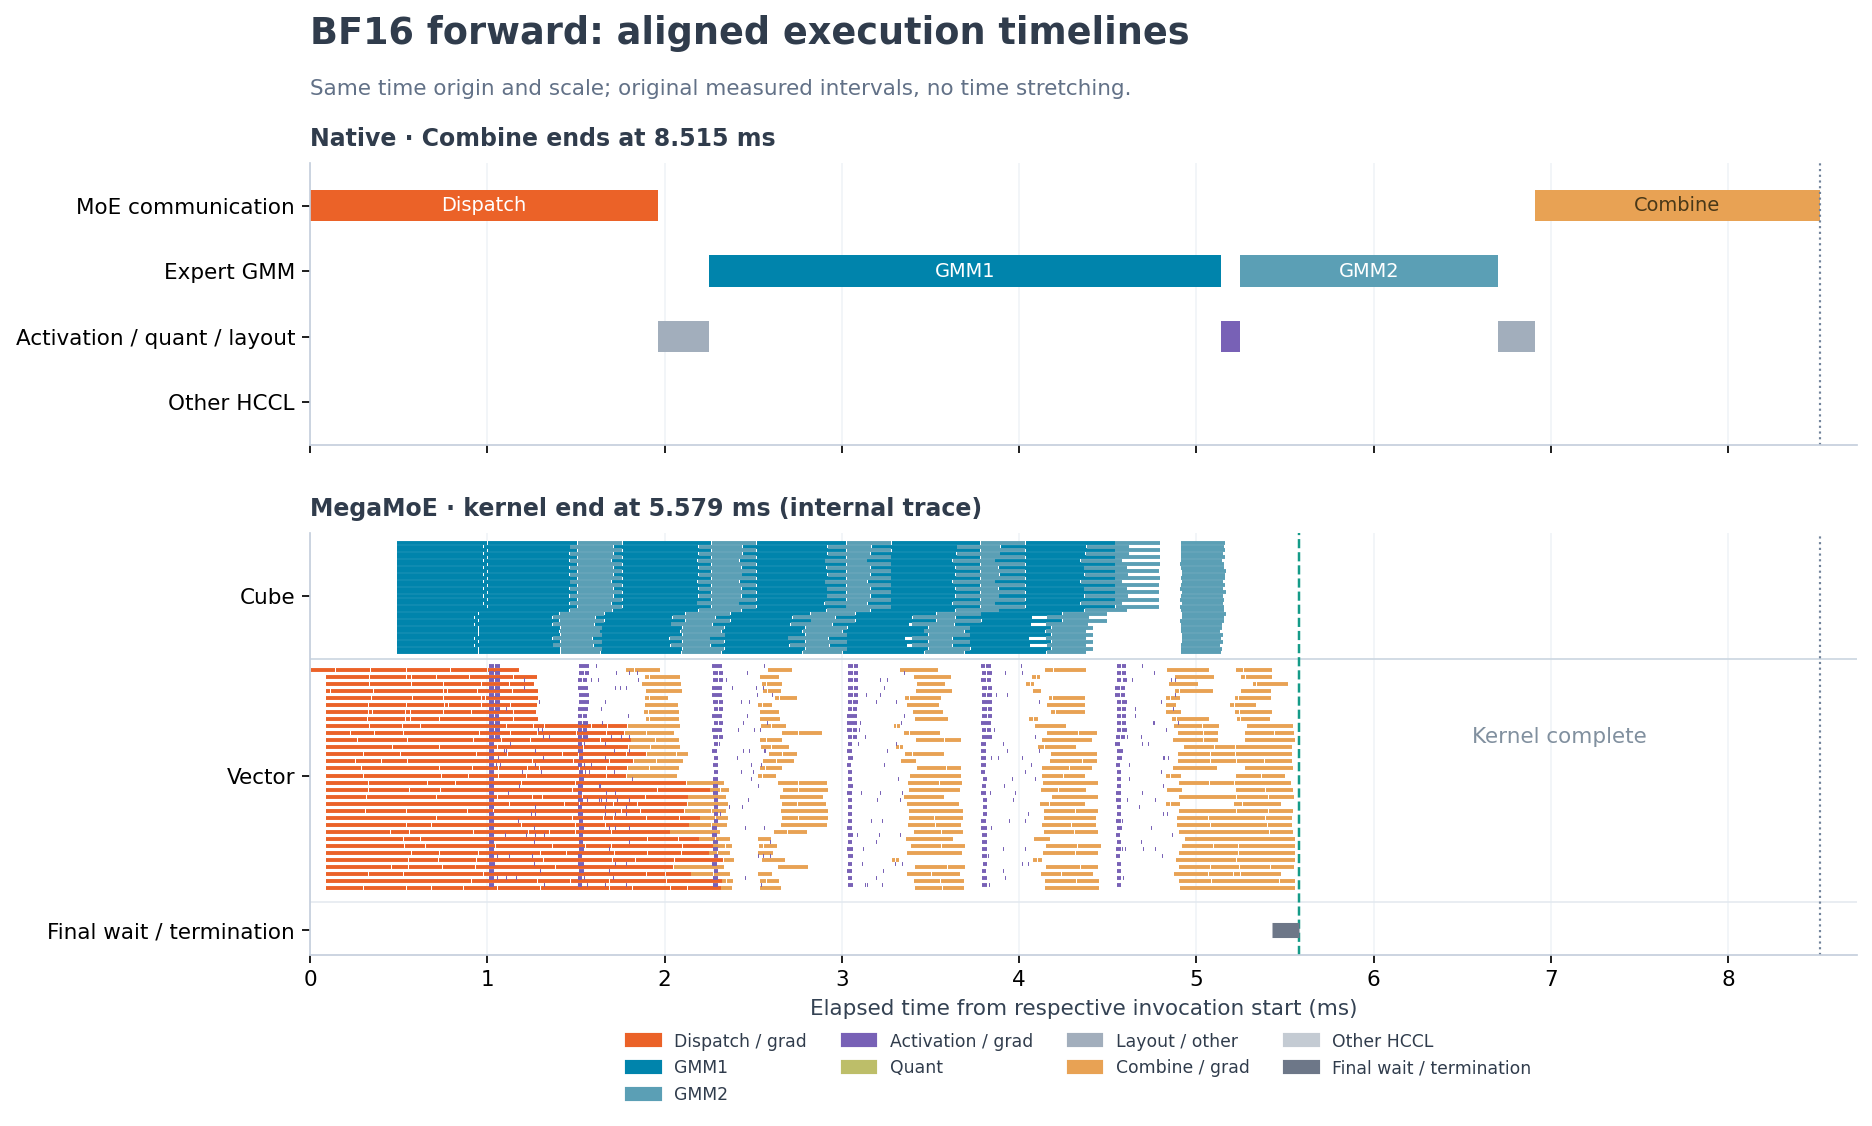 BF16 forward: aligned execution timelines
Same time origin and scale; original measured intervals, no time stretching.
Native · Combine ends at 8.515 ms
MoE communication
Dispatch
Combine
Expert GMM
GMM1
GMM2
Activation / quant / layout
Other HCCL
MegaMoE · kernel end at 5.579 ms (internal trace)
Cube
Kernel complete
Vector
Final wait / termination
0 1 2 3 4 5 6 7 8
Elapsed time from respective invocation start (ms)
Dispatch / grad
GMM1
GMM2
Activation / grad
Quant
Layout / other
Combine / grad
Other HCCL
Final wait / termination